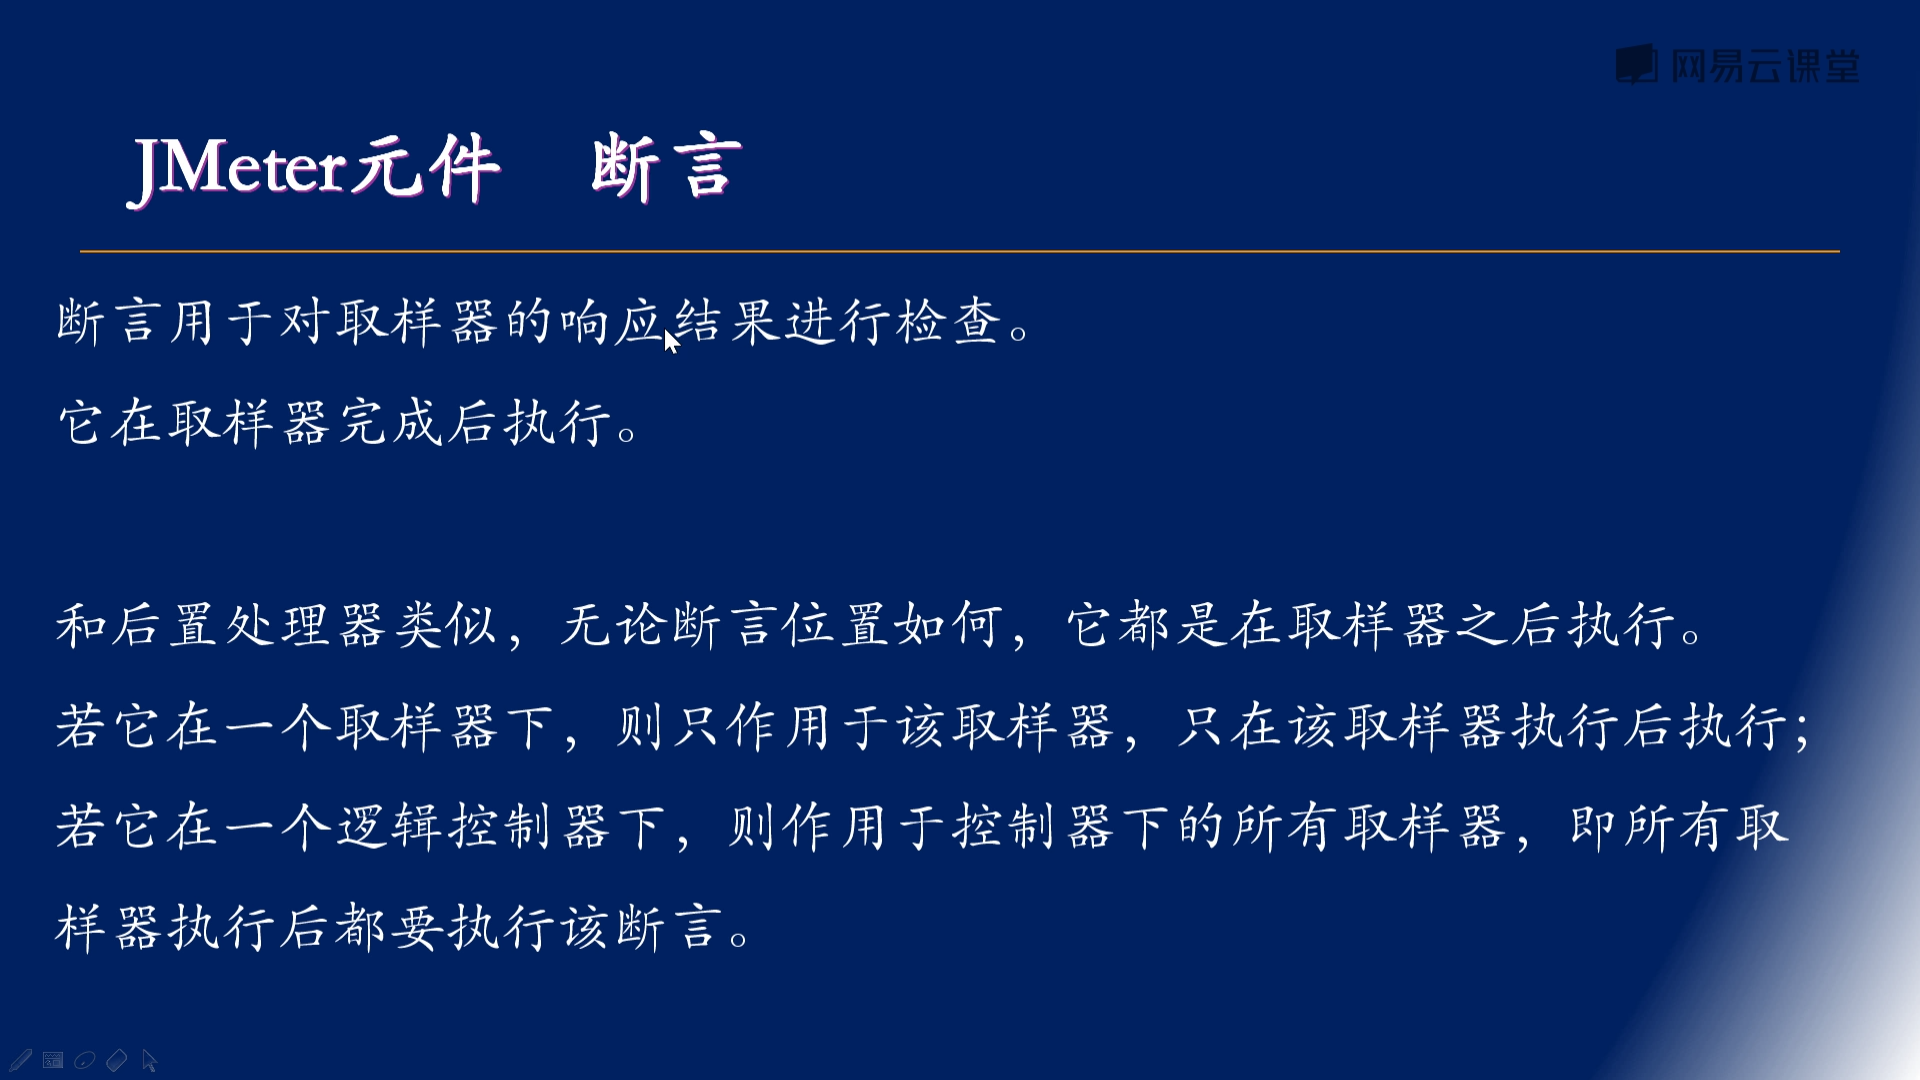 网易云课堂
JMeter元件 断言
断言用于对取样器的响应结果进行检查。
它在取样器完成后执行。
和后置处理器类似，无论断言位置如何，它都是在取样器之后执行。
若它在一个取样器下，则只作用于该取样器，只在该取样器执行后执行；
若它在一个逻辑控制器下，则作用于控制器下的所有取样器，即所有取
样器执行后都要执行该断言。